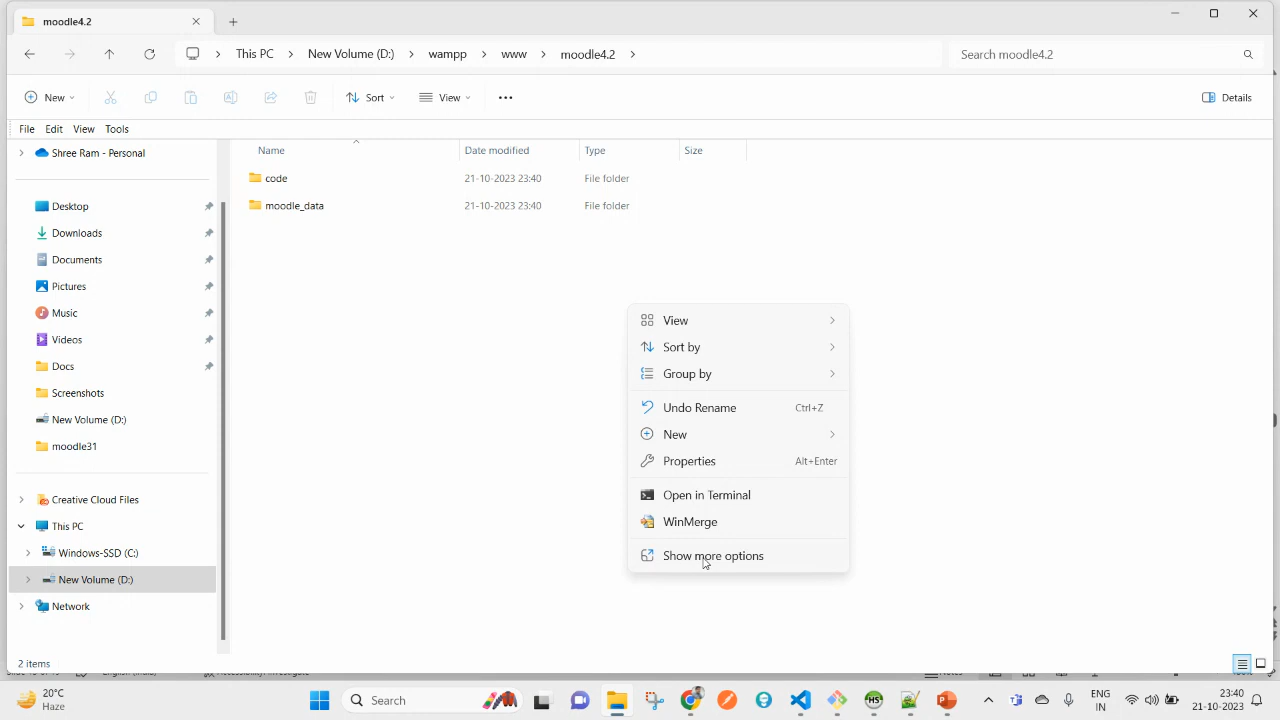 moodle4.2
This PC New Volume (D:) wampp www moodle4.2 Search moodle4.2
New Sort View Details
File Edit View Tools
Name Date modified Type Size
Shree Ram - Personal
code 21-10-2023 23:40 File folder
moodle_data 21-10-2023 23:40 File folder
Desktop
Downloads
Documents
Pictures
Music
Videos
Docs
Screenshots
New Volume (D:)
moodle31
Creative Cloud Files
This PC
Windows-SSD (C:)
New Volume (D:)
Network
View
Sort by
Group by
Undo Rename Ctrl+Z
New
Properties Alt+Enter
Open in Terminal
WinMerge
Show more options
2 items
20°C
Haze
Search
HS
ENG
IN
23:40
21-10-2023